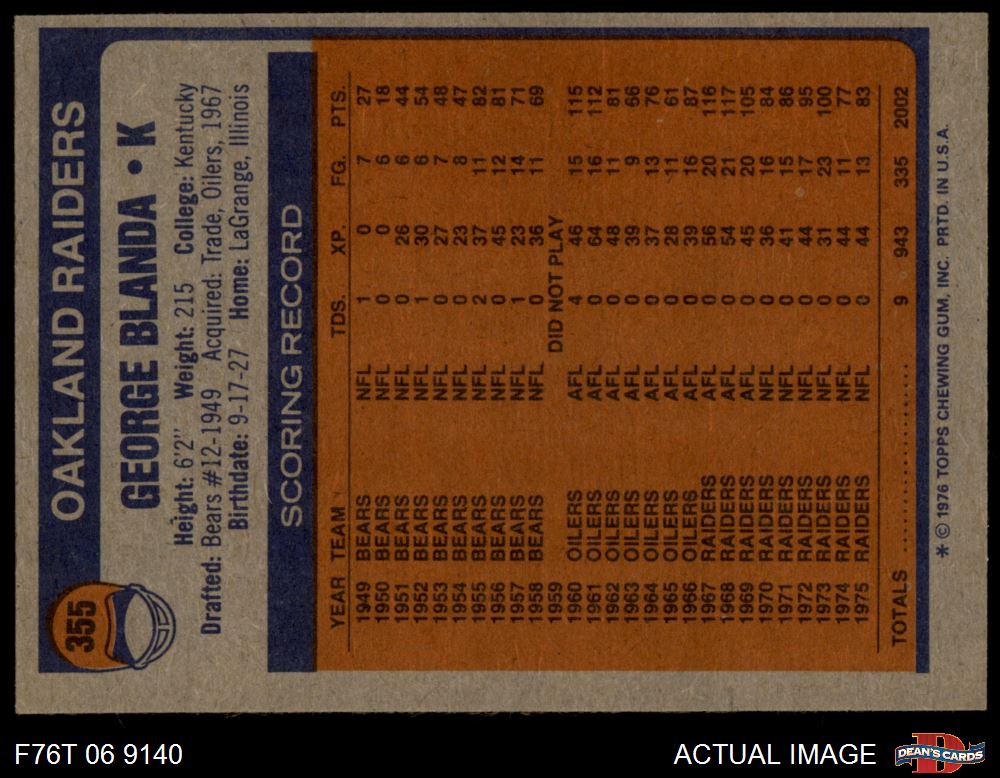 355
OAKLAND RAIDERS
GEORGE BLANDA • K
Height: 6'2" Weight: 215 College: Kentucky
Drafted: Bears #12-1949 Acquired: Trade, Oilers, 1967
Birthdate: 9-17-27 Home: LaGrange, Illinois
SCORING RECORD
YEAR TEAM TDS. XP. FG. PTS.
1949 BEARS NFL 1 0 7 27
1950 BEARS NFL 0 0 6 18
1951 BEARS NFL 0 26 6 44
1952 BEARS NFL 1 30 6 54
1953 BEARS NFL 0 27 7 48
1954 BEARS NFL 0 23 8 47
1955 BEARS NFL 2 37 11 82
1956 BEARS NFL 0 45 12 81
1957 BEARS NFL 1 23 14 71
1958 BEARS NFL 0 36 11 69
1959 DID NOT PLAY
1960 OILERS AFL 4 46 15 115
1961 OILERS AFL 0 64 16 112
1962 OILERS AFL 0 48 11 81
1963 OILERS AFL 0 39 9 66
1964 OILERS AFL 0 37 13 76
1965 OILERS AFL 0 28 11 61
1966 OILERS AFL 0 39 16 87
1967 RAIDERS AFL 0 56 20 116
1968 RAIDERS AFL 0 54 21 117
1969 RAIDERS AFL 0 45 20 105
1970 RAIDERS NFL 0 36 16 84
1971 RAIDERS NFL 0 41 15 86
1972 RAIDERS NFL 0 44 17 95
1973 RAIDERS NFL 0 31 23 100
1974 RAIDERS NFL 0 44 11 77
1975 RAIDERS NFL 0 44 13 83
TOTALS .................... 9 943 335 2002
* © 1976 TOPPS CHEWING GUM, INC. PRTD. IN U.S.A.
F76T 06 9140
ACTUAL IMAGE
D
DEAN'S CARDS